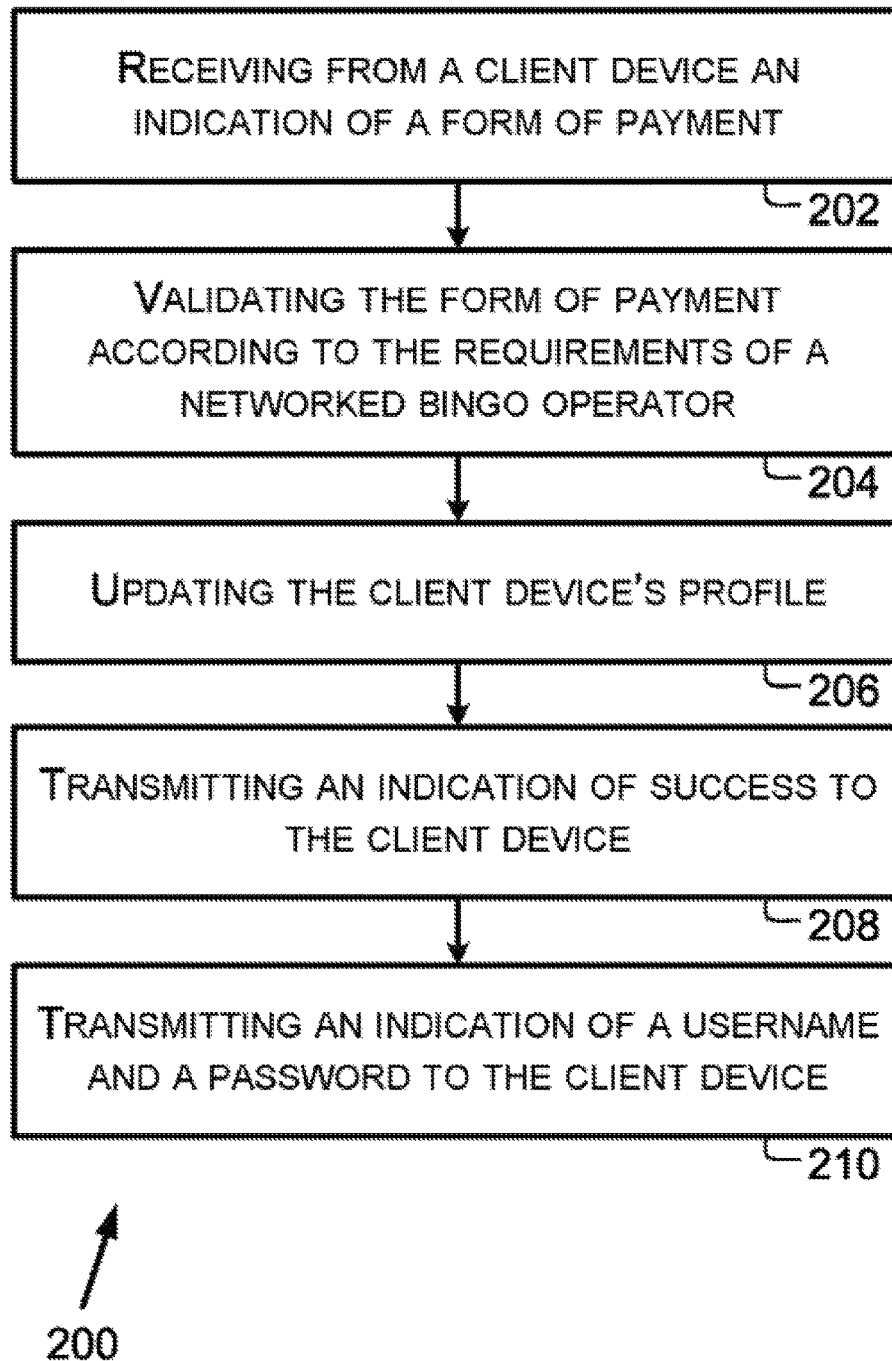 RECEIVING FROM A CLIENT DEVICE AN
INDICATION OF A FORM OF PAYMENT
202
VALIDATING THE FORM OF PAYMENT
ACCORDING TO THE REQUIREMENTS OF A
NETWORKED BINGO OPERATOR
204
UPDATING THE CLIENT DEVICE'S PROFILE
206
TRANSMITTING AN INDICATION OF SUCCESS TO
THE CLIENT DEVICE
208
TRANSMITTING AN INDICATION OF A USERNAME
AND A PASSWORD TO THE CLIENT DEVICE
210
200